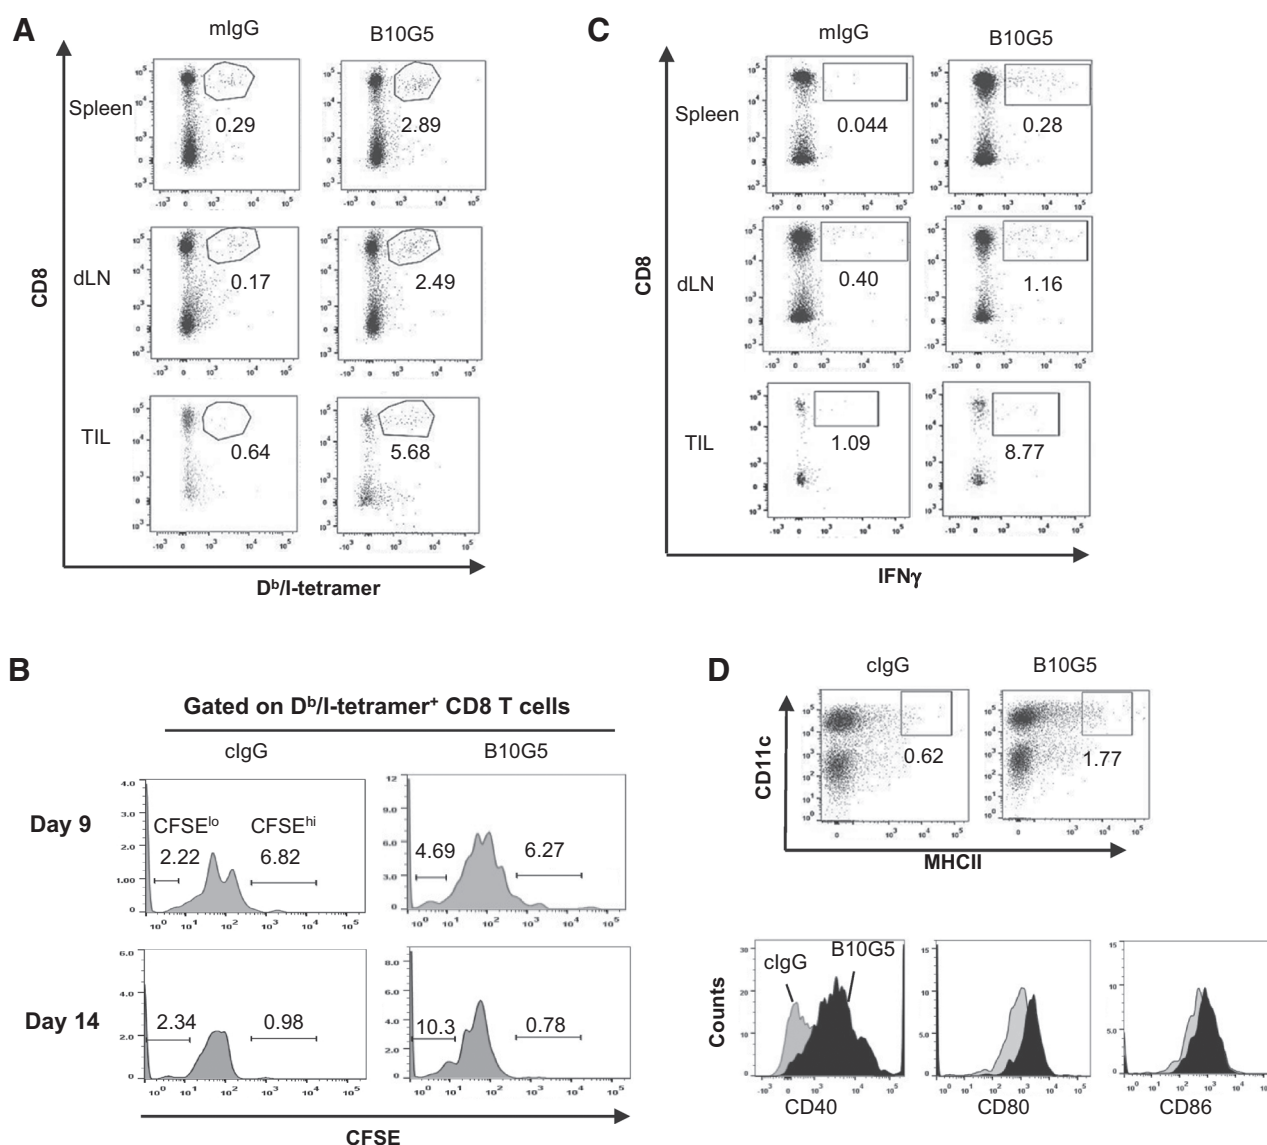 A
mIgG
B10G5
Spleen
0.29
2.89
dLN
0.17
2.49
TIL
0.64
5.68
CD8
Dᵇ/I-tetramer
C
mIgG
B10G5
Spleen
0.044
0.28
dLN
0.40
1.16
TIL
1.09
8.77
CD8
IFNγ
B
Gated on Dᵇ/I-tetramer⁺ CD8 T cells
cIgG
B10G5
Day 9
CFSEˡᵒ
CFSEʰⁱ
2.22
6.82
4.69
6.27
Day 14
2.34
0.98
10.3
0.78
CFSE
D
cIgG
B10G5
CD11c
0.62
1.77
MHCII
cIgG
B10G5
Counts
CD40
CD80
CD86